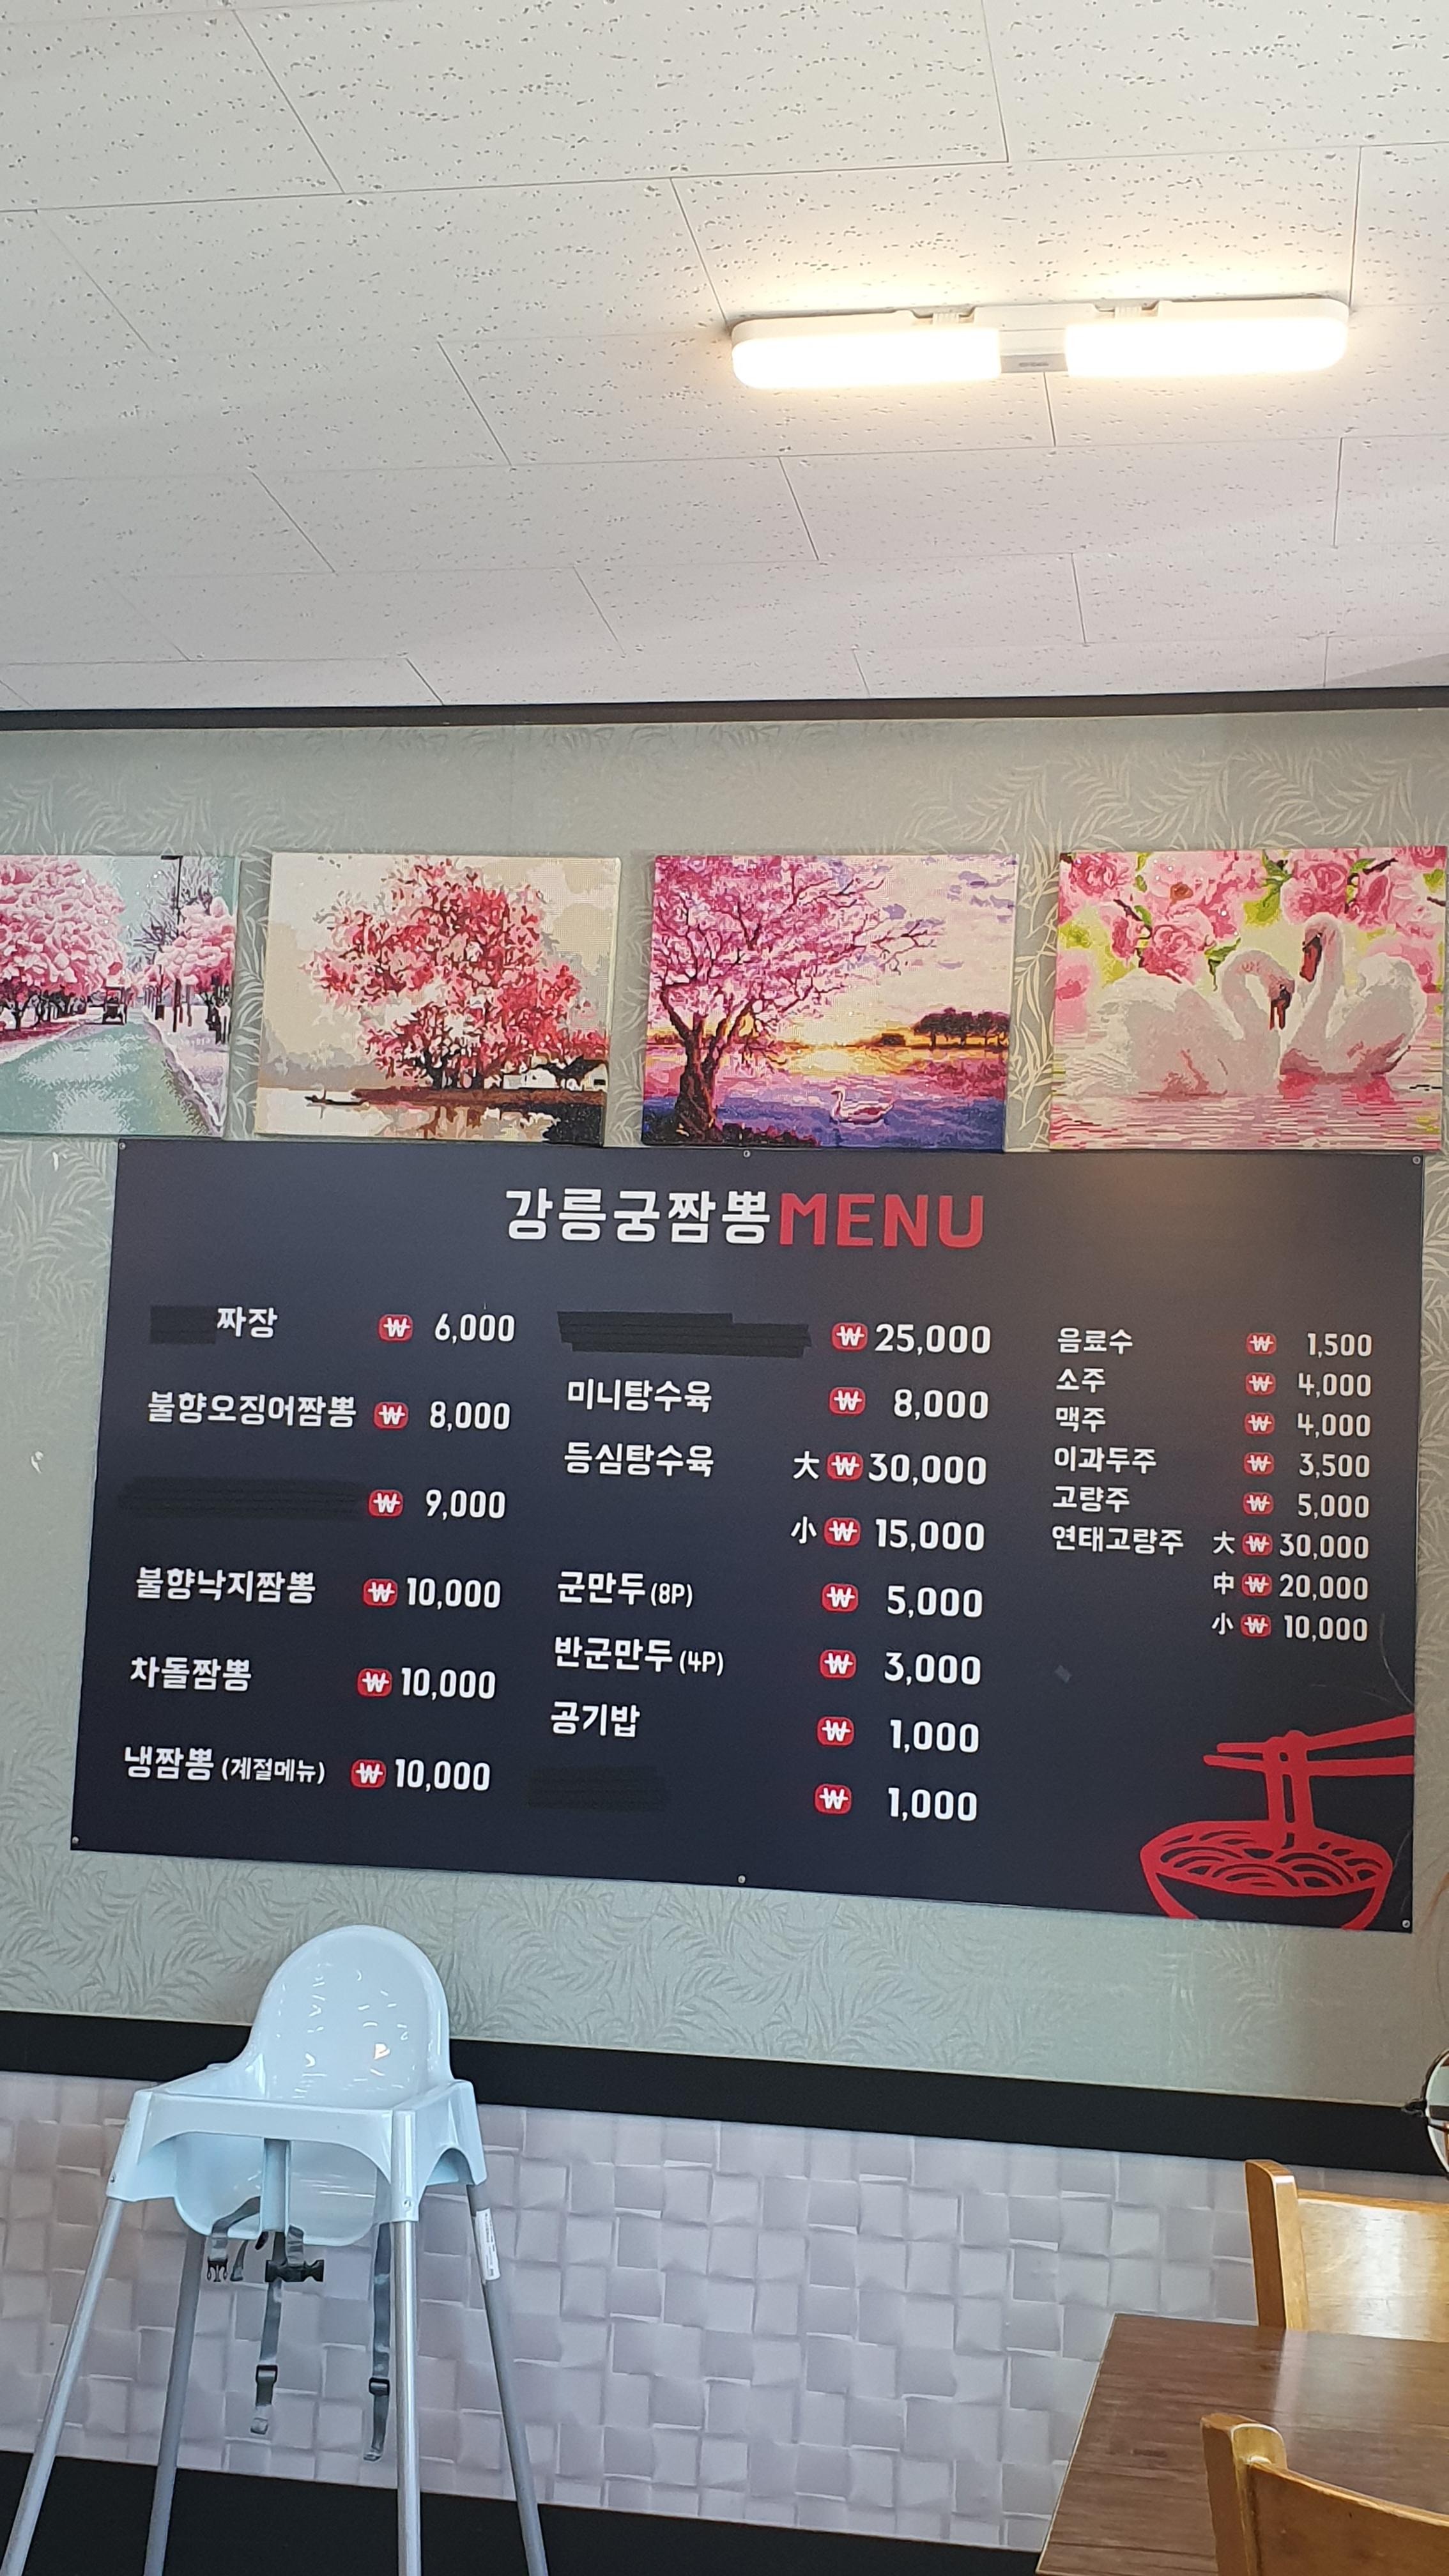 강릉궁짬뽕MENU
짜장 ₩ 6,000
불향오징어짬뽕 ₩ 8,000
₩ 9,000
불향낙지짬뽕 ₩ 10,000
차돌짬뽕 ₩ 10,000
냉짬뽕 (계절메뉴) ₩ 10,000
₩ 25,000
미니탕수육 ₩ 8,000
등심탕수육 大 ₩ 30,000
小 ₩ 15,000
군만두 (8P) ₩ 5,000
반군만두 (4P) ₩ 3,000
공기밥 ₩ 1,000
₩ 1,000
음료수 ₩ 1,500
소주 ₩ 4,000
맥주 ₩ 4,000
이과두주 ₩ 3,500
고량주 ₩ 5,000
연태고량주 大 ₩ 30,000
中 ₩ 20,000
小 ₩ 10,000